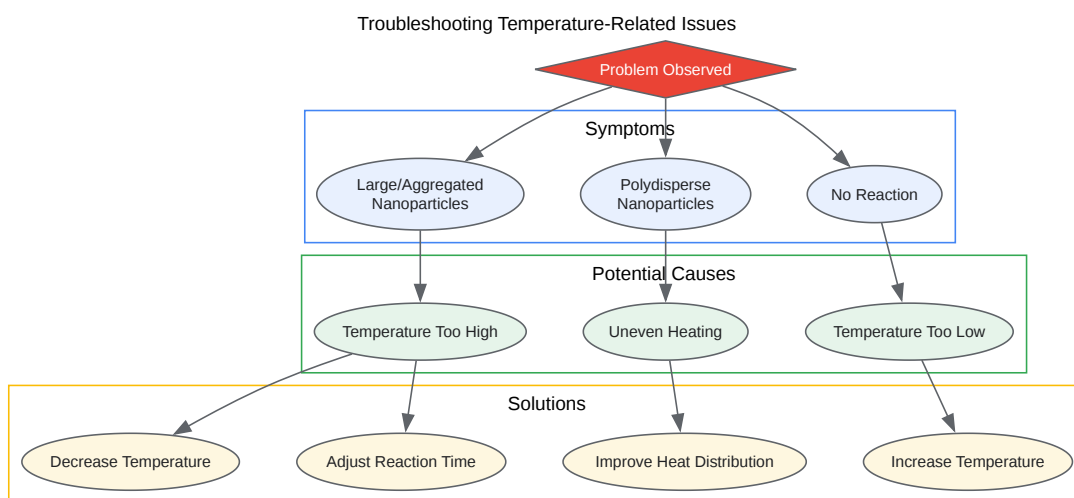 Troubleshooting Temperature-Related Issues
Problem Observed
Symptoms
Large/Aggregated
Nanoparticles
Polydisperse
Nanoparticles
No Reaction
Potential Causes
Temperature Too High
Uneven Heating
Temperature Too Low
Solutions
Decrease Temperature
Adjust Reaction Time
Improve Heat Distribution
Increase Temperature